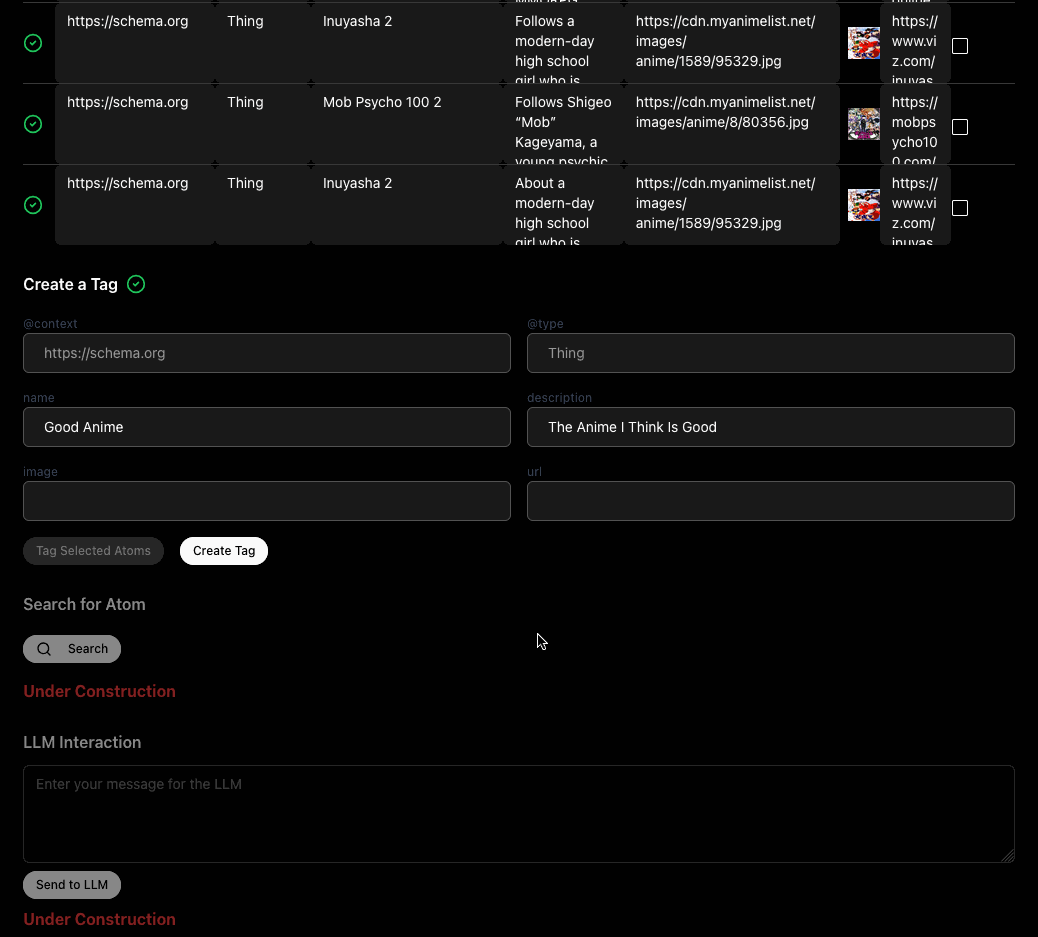 https://schema.org Thing Inuyasha 2 Follows a https://cdn.myanimelist.net/ https://
modern-day images/ www.vi
high school anime/1589/95329.jpg z.com/
girl who is inuyas
https://schema.org Thing Mob Psycho 100 2 Follows Shigeo https://cdn.myanimelist.net/ https://
“Mob” images/anime/8/80356.jpg mobps
Kageyama, a ycho10
young psychic 0.com/
https://schema.org Thing Inuyasha 2 About a https://cdn.myanimelist.net/ https://
modern-day images/ www.vi
high school anime/1589/95329.jpg z.com/
girl who is inuyas
Create a Tag
@context @type
https://schema.org Thing
name description
Good Anime The Anime I Think Is Good
image url
Tag Selected Atoms Create Tag
Search for Atom
Search
Under Construction
LLM Interaction
Enter your message for the LLM
Send to LLM
Under Construction